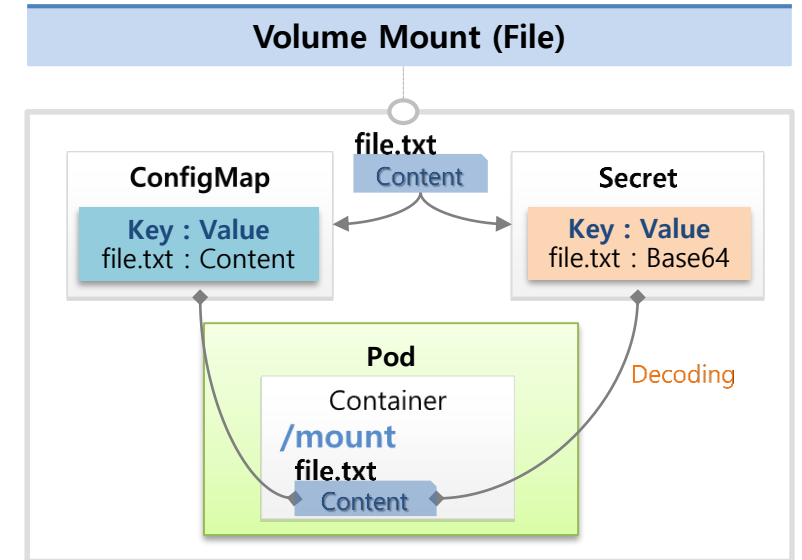 Volume Mount (File)
file.txt
Content
ConfigMap
Key : Value
file.txt : Content
Secret
Key : Value
file.txt : Base64
Pod
Container
/mount
file.txt
Content
Decoding